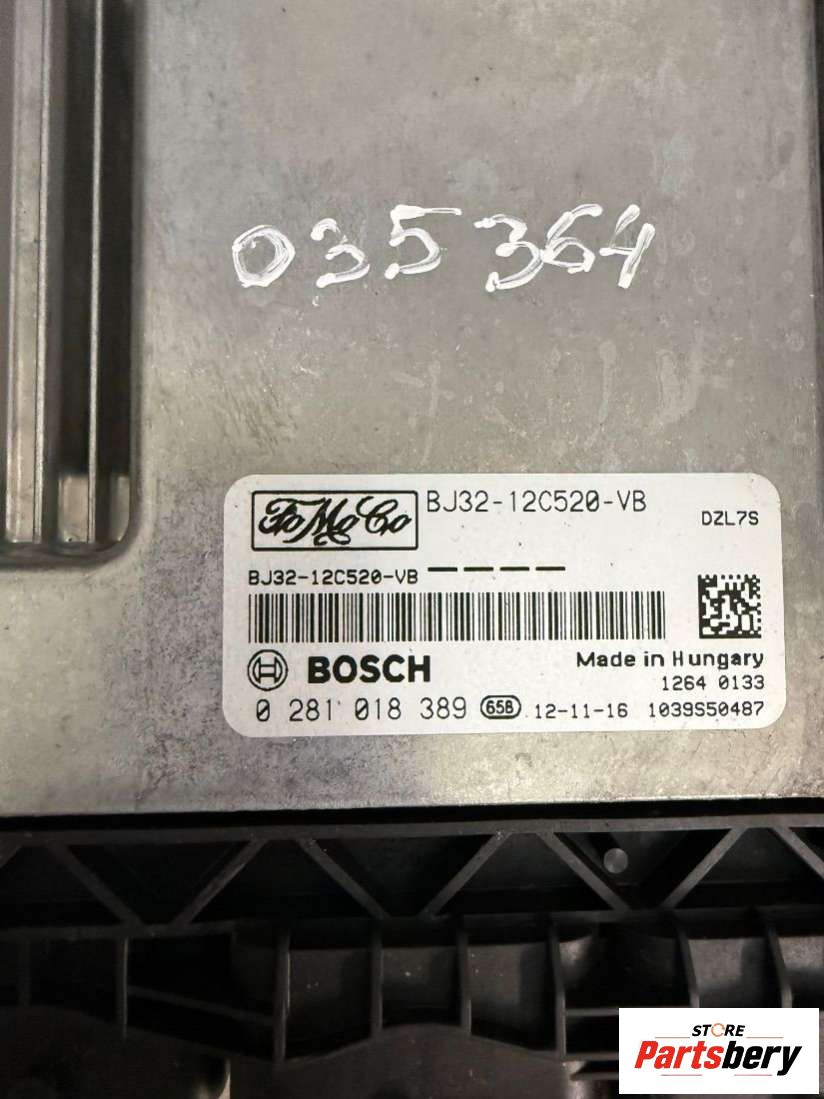 035364
FoMoCo
BJ32-12C520-VB
DZL7S
BJ32-12C520-VB
BOSCH
Made in Hungary
1264 0133
0 281 018 389 65B 12-11-16 1039S50487
STORE
Partsbery